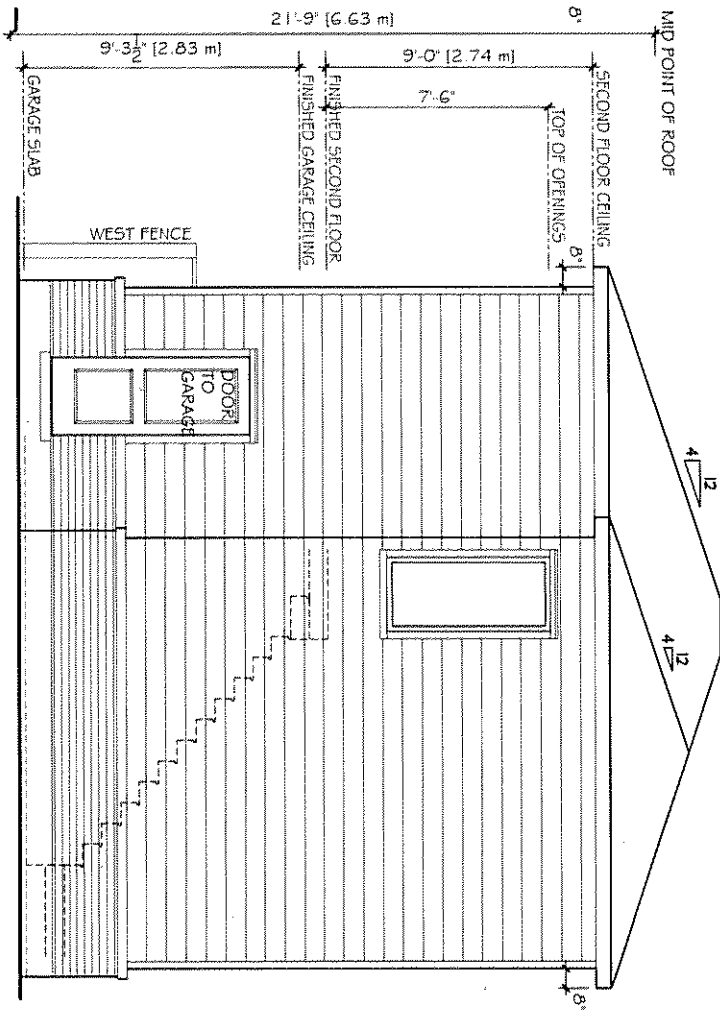 MID POINT OF ROOF
8"
21'-9" [6.63 m]
SECOND FLOOR CEILING
9'-0" [2.74 m]
7'-6"
TOP OF OPENINGS
8"
FINISHED SECOND FLOOR
FINISHED GARAGE CEILING
9'-3½" [2.83 m]
GARAGE SLAB
WEST FENCE
DOOR
TO
GARAGE
12
4
12
4
8"